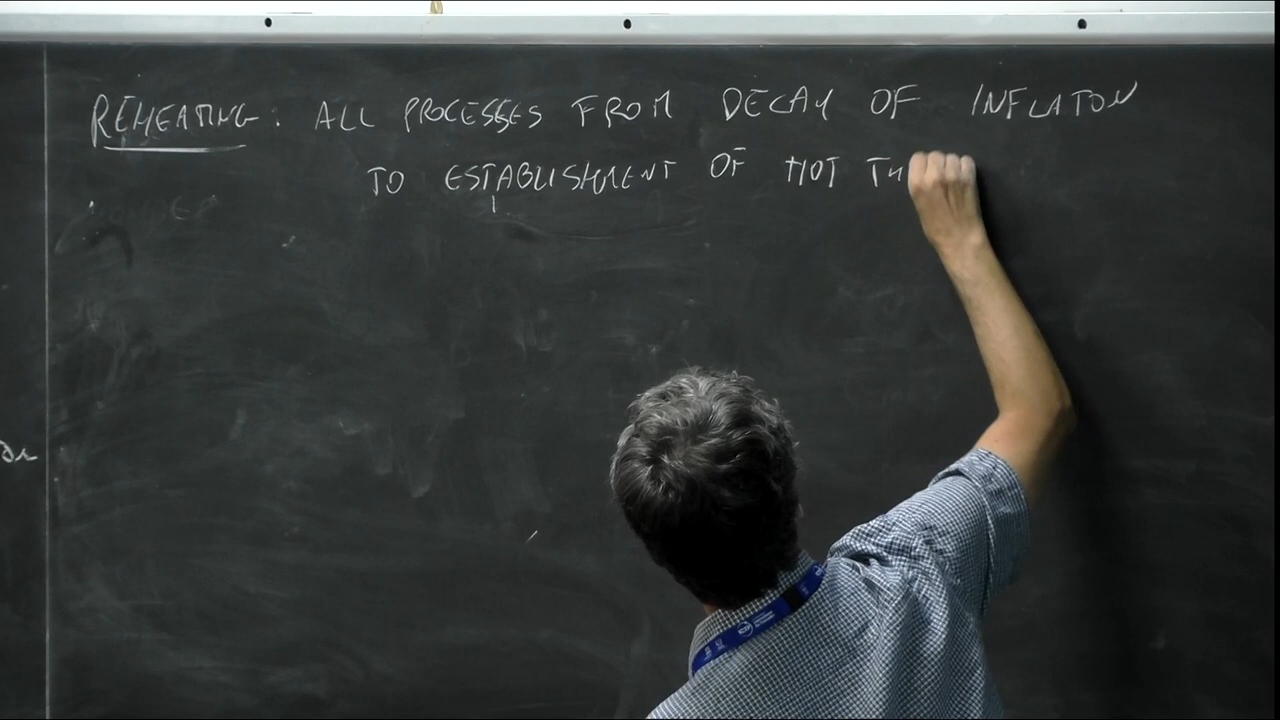 REHEATING: ALL PROCESSES FROM DECAY OF INFLATON
TO ESTABLISHMENT OF HOT TH